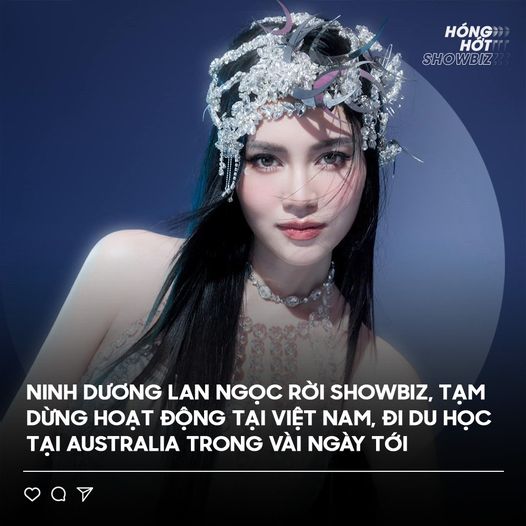 HÓNG
HỚT
SHOWBIZ
NINH DƯƠNG LAN NGỌC RỜI SHOWBIZ, TẠM
DỪNG HOẠT ĐỘNG TẠI VIỆT NAM, ĐI DU HỌC
TẠI AUSTRALIA TRONG VÀI NGÀY TỚI